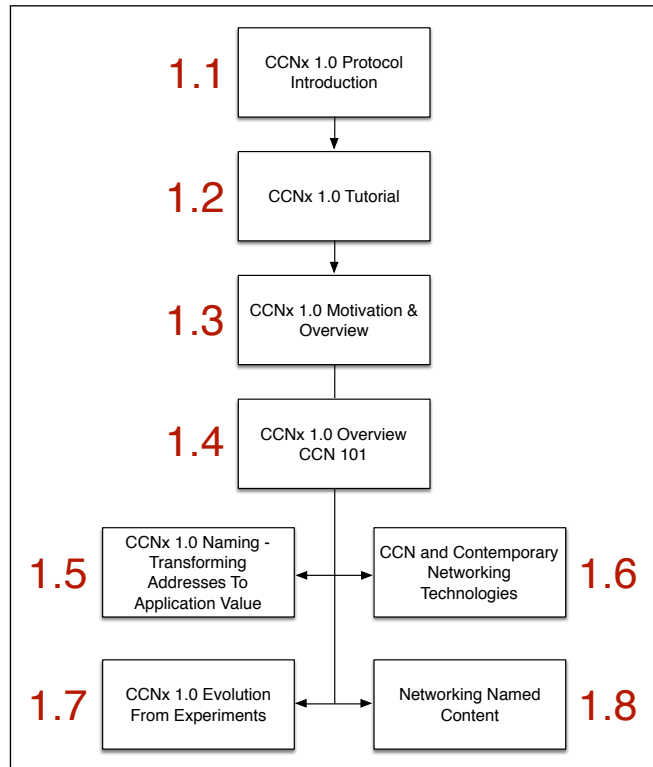 1.1
CCNx 1.0 Protocol
Introduction
1.2
CCNx 1.0 Tutorial
1.3
CCNx 1.0 Motivation &
Overview
1.4
CCNx 1.0 Overview
CCN 101
1.5
CCNx 1.0 Naming -
Transforming
Addresses To
Application Value
CCN and Contemporary
Networking
Technologies
1.6
1.7
CCNx 1.0 Evolution
From Experiments
Networking Named
Content
1.8